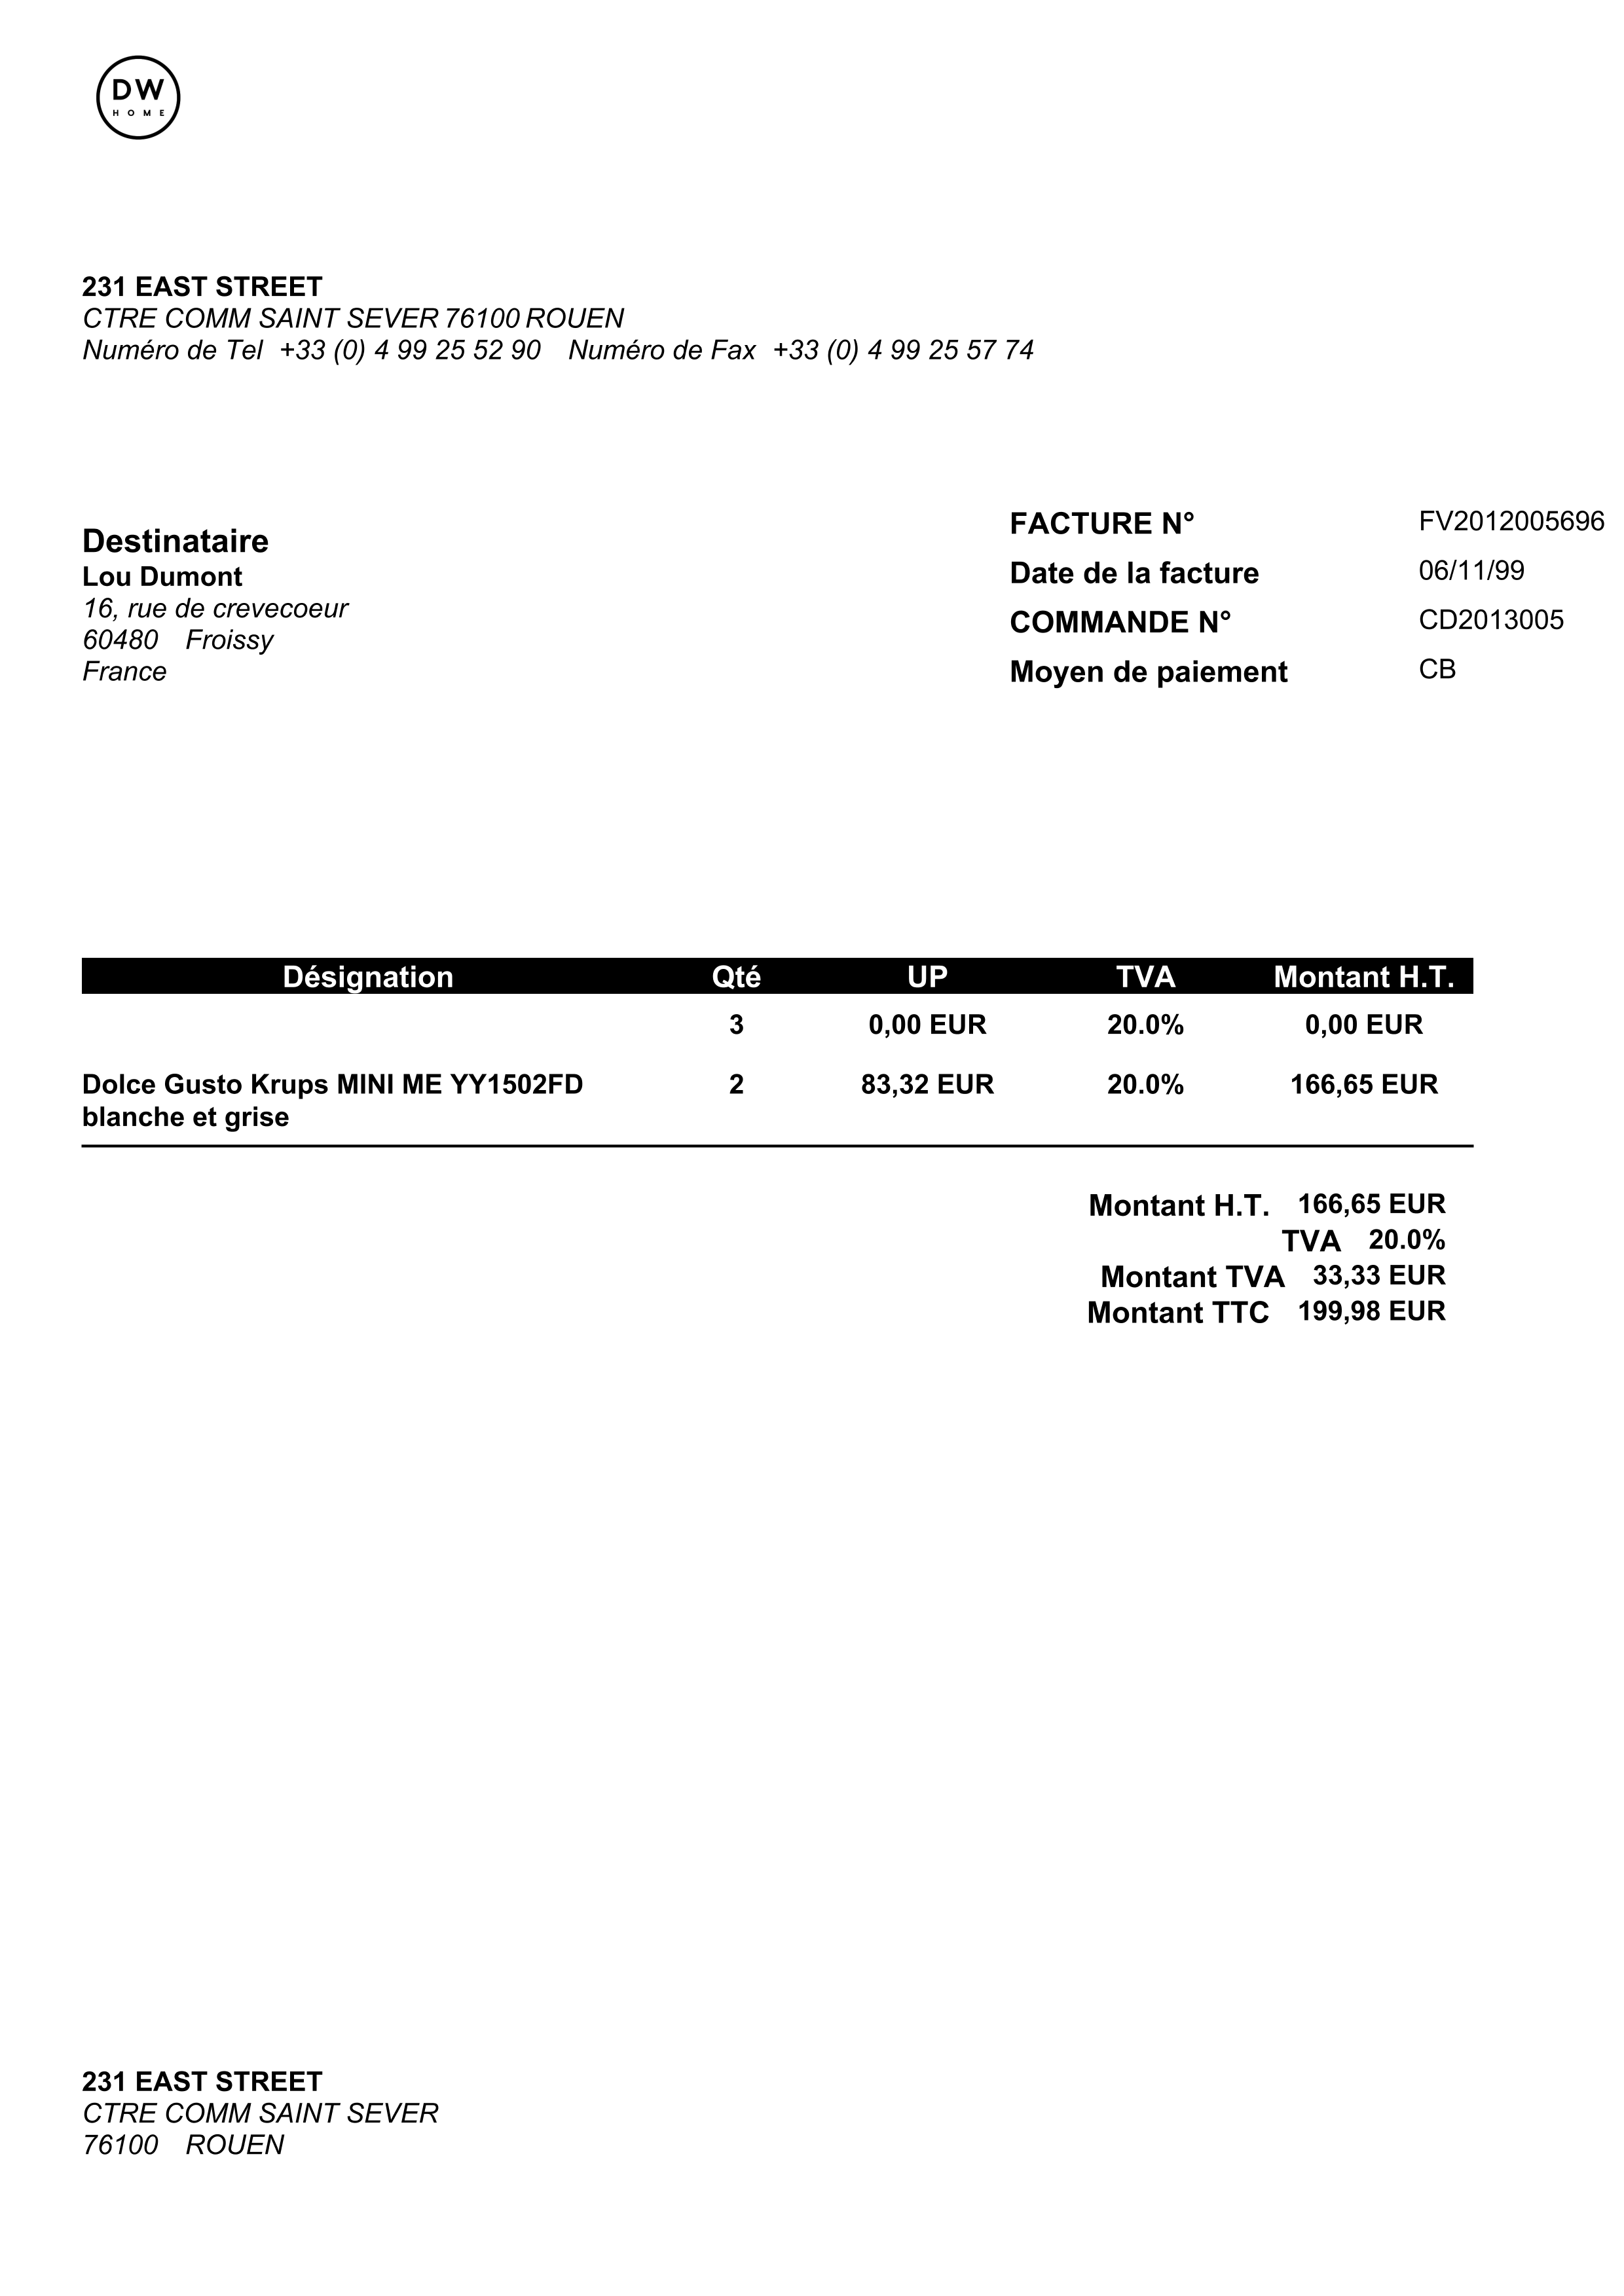 DW
HOME
231 EAST STREET
CTRE COMM SAINT SEVER 76100 ROUEN
Numéro de Tel +33 (0) 4 99 25 52 90 Numéro de Fax +33 (0) 4 99 25 57 74
Destinataire
Lou Dumont
16, rue de crevecoeur
60480 Froissy
France
FACTURE N° FV2012005696
Date de la facture 06/11/99
COMMANDE N° CD2013005
Moyen de paiement CB
Désignation Qté UP TVA Montant H.T.
3 0,00 EUR 20.0% 0,00 EUR
Dolce Gusto Krups MINI ME YY1502FD 2 83,32 EUR 20.0% 166,65 EUR
blanche et grise
Montant H.T. 166,65 EUR
TVA 20.0%
Montant TVA 33,33 EUR
Montant TTC 199,98 EUR
231 EAST STREET
CTRE COMM SAINT SEVER
76100 ROUEN